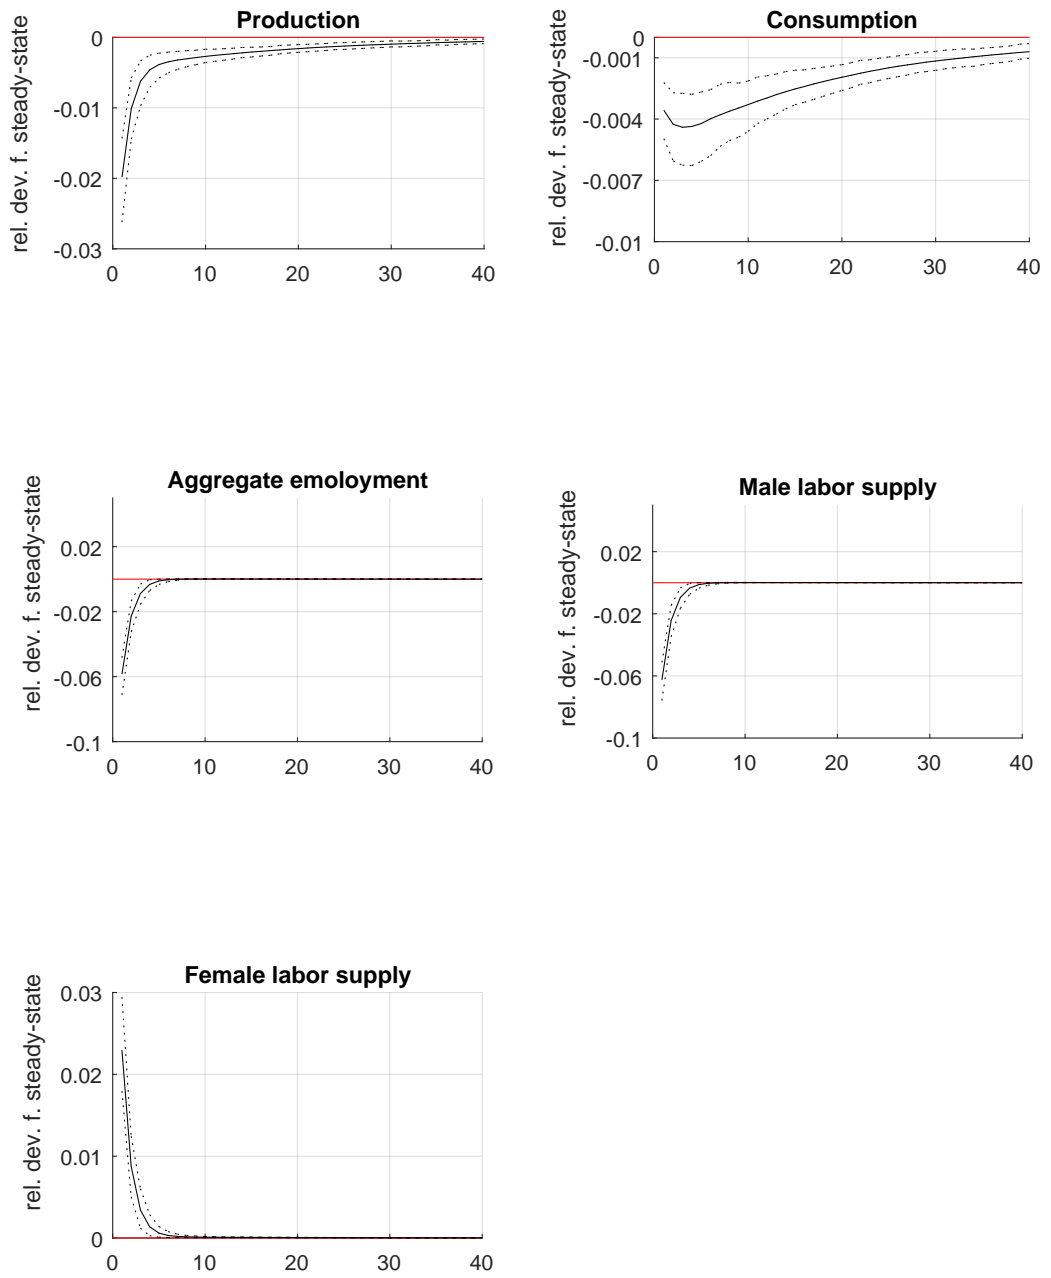 Production
rel. dev. f. steady-state
0
-0.01
-0.02
-0.03
0 10 20 30 40
Consumption
rel. dev. f. steady-state
0
-0.001
-0.004
-0.007
-0.01
0 10 20 30 40
Aggregate emoloyment
rel. dev. f. steady-state
0.02
-0.02
-0.06
-0.1
0 10 20 30 40
Male labor supply
rel. dev. f. steady-state
0.02
-0.02
-0.06
-0.1
0 10 20 30 40
Female labor supply
rel. dev. f. steady-state
0.03
0.02
0.01
0
0 10 20 30 40